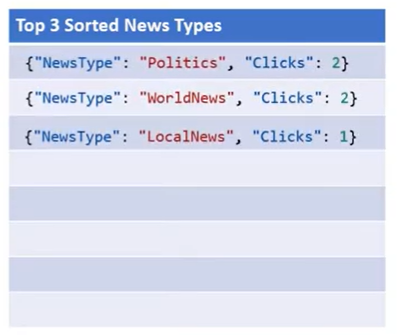 Top 3 Sorted News Types
{"NewsType": "Politics", "Clicks": 2}
{"NewsType": "WorldNews", "Clicks": 2}
{"NewsType": "LocalNews", "Clicks": 1}